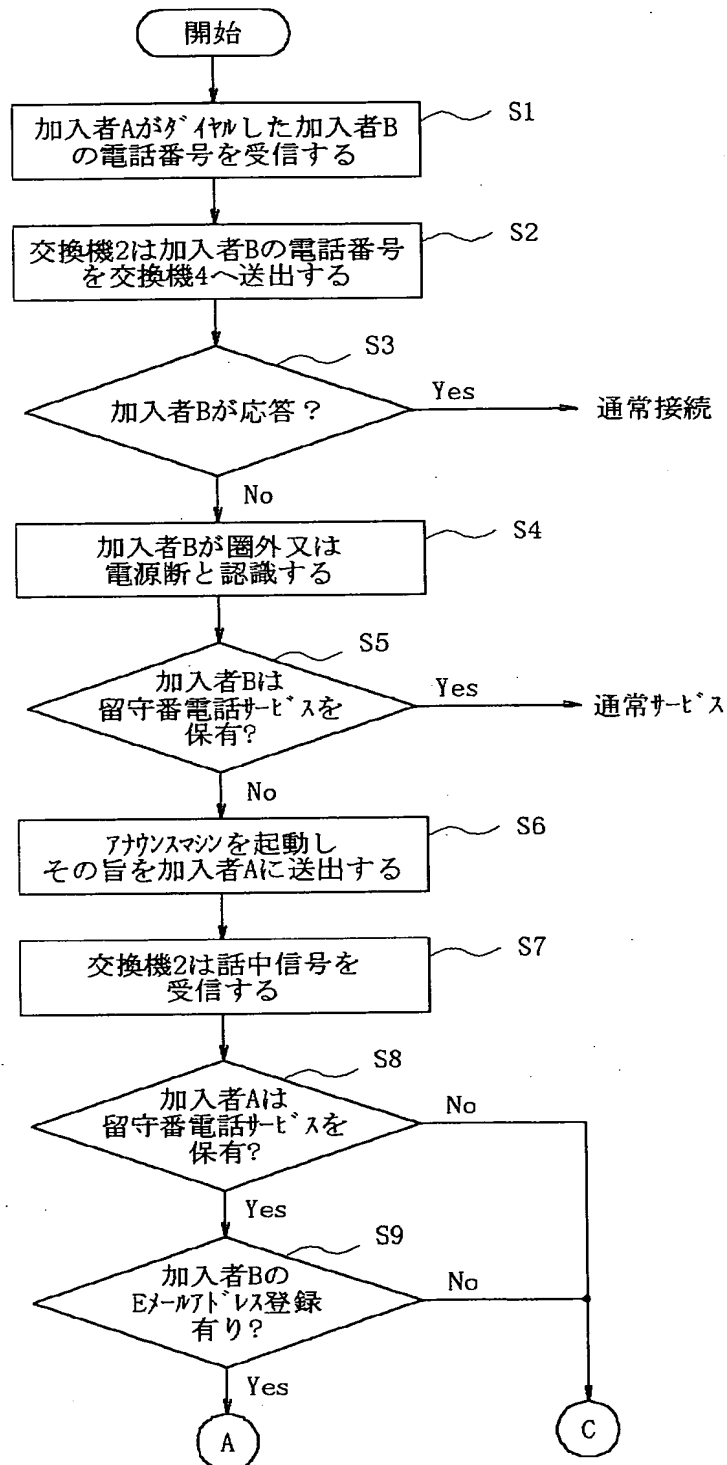 開始
加入者Aがﾀﾞｲﾔﾙした加入者B
の電話番号を受信する
S1
交換機2は加入者Bの電話番号
を交換機4へ送出する
S2
加入者Bが応答？
S3
Yes
通常接続
No
加入者Bが圏外又は
電源断と認識する
S4
加入者Bは
留守番電話ｻｰﾋﾞｽを
保有?
S5
Yes
通常ｻｰﾋﾞｽ
No
ｱﾅｳﾝｽﾏｼﾝを起動し
その旨を加入者Aに送出する
S6
交換機2は話中信号を
受信する
S7
加入者Aは
留守番電話ｻｰﾋﾞｽを
保有?
S8
No
Yes
加入者Bの
Eﾒｰﾙｱﾄﾞﾚｽ登録
有り?
S9
No
Yes
A
C